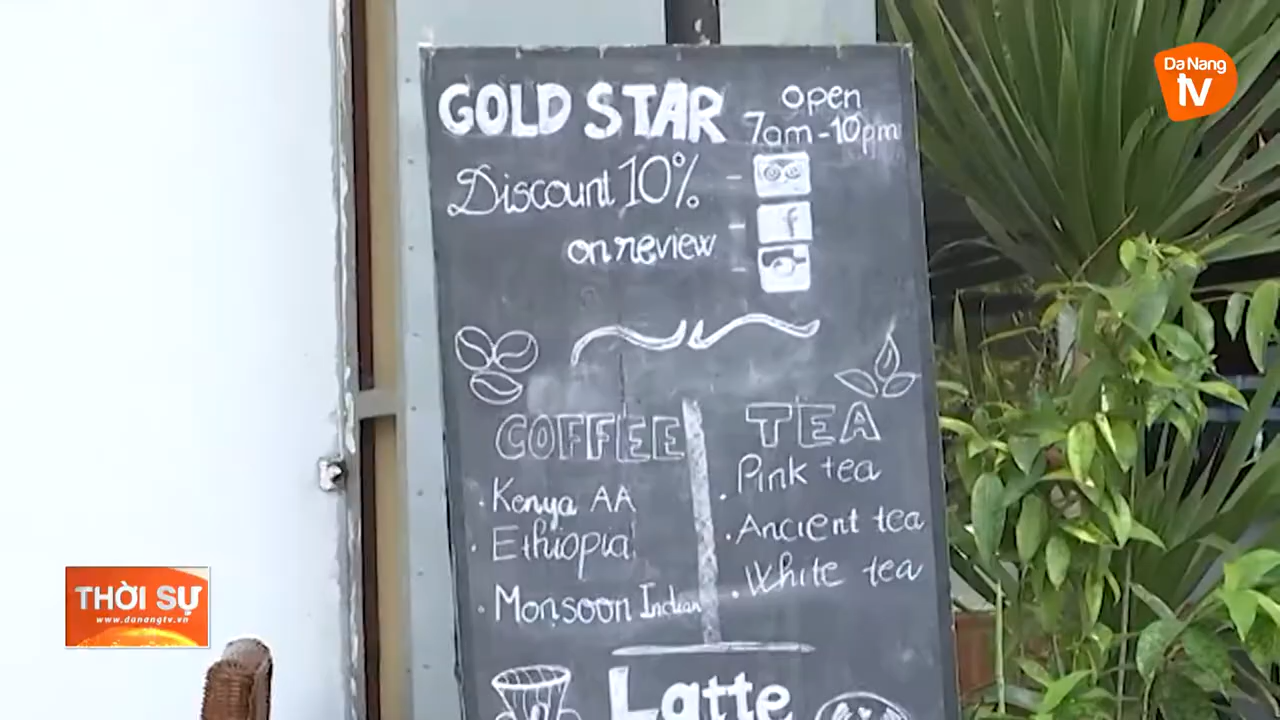 GOLD STAR
open
7am-10pm
Discount 10%
on review
f
COFFEE
· Kenya AA
· Ethiopia
· Monsoon Indian
TEA
· Pink tea
· Ancient tea
· White tea
Latte
Da Nang
tv
THỜI SỰ
www.danangtv.vn